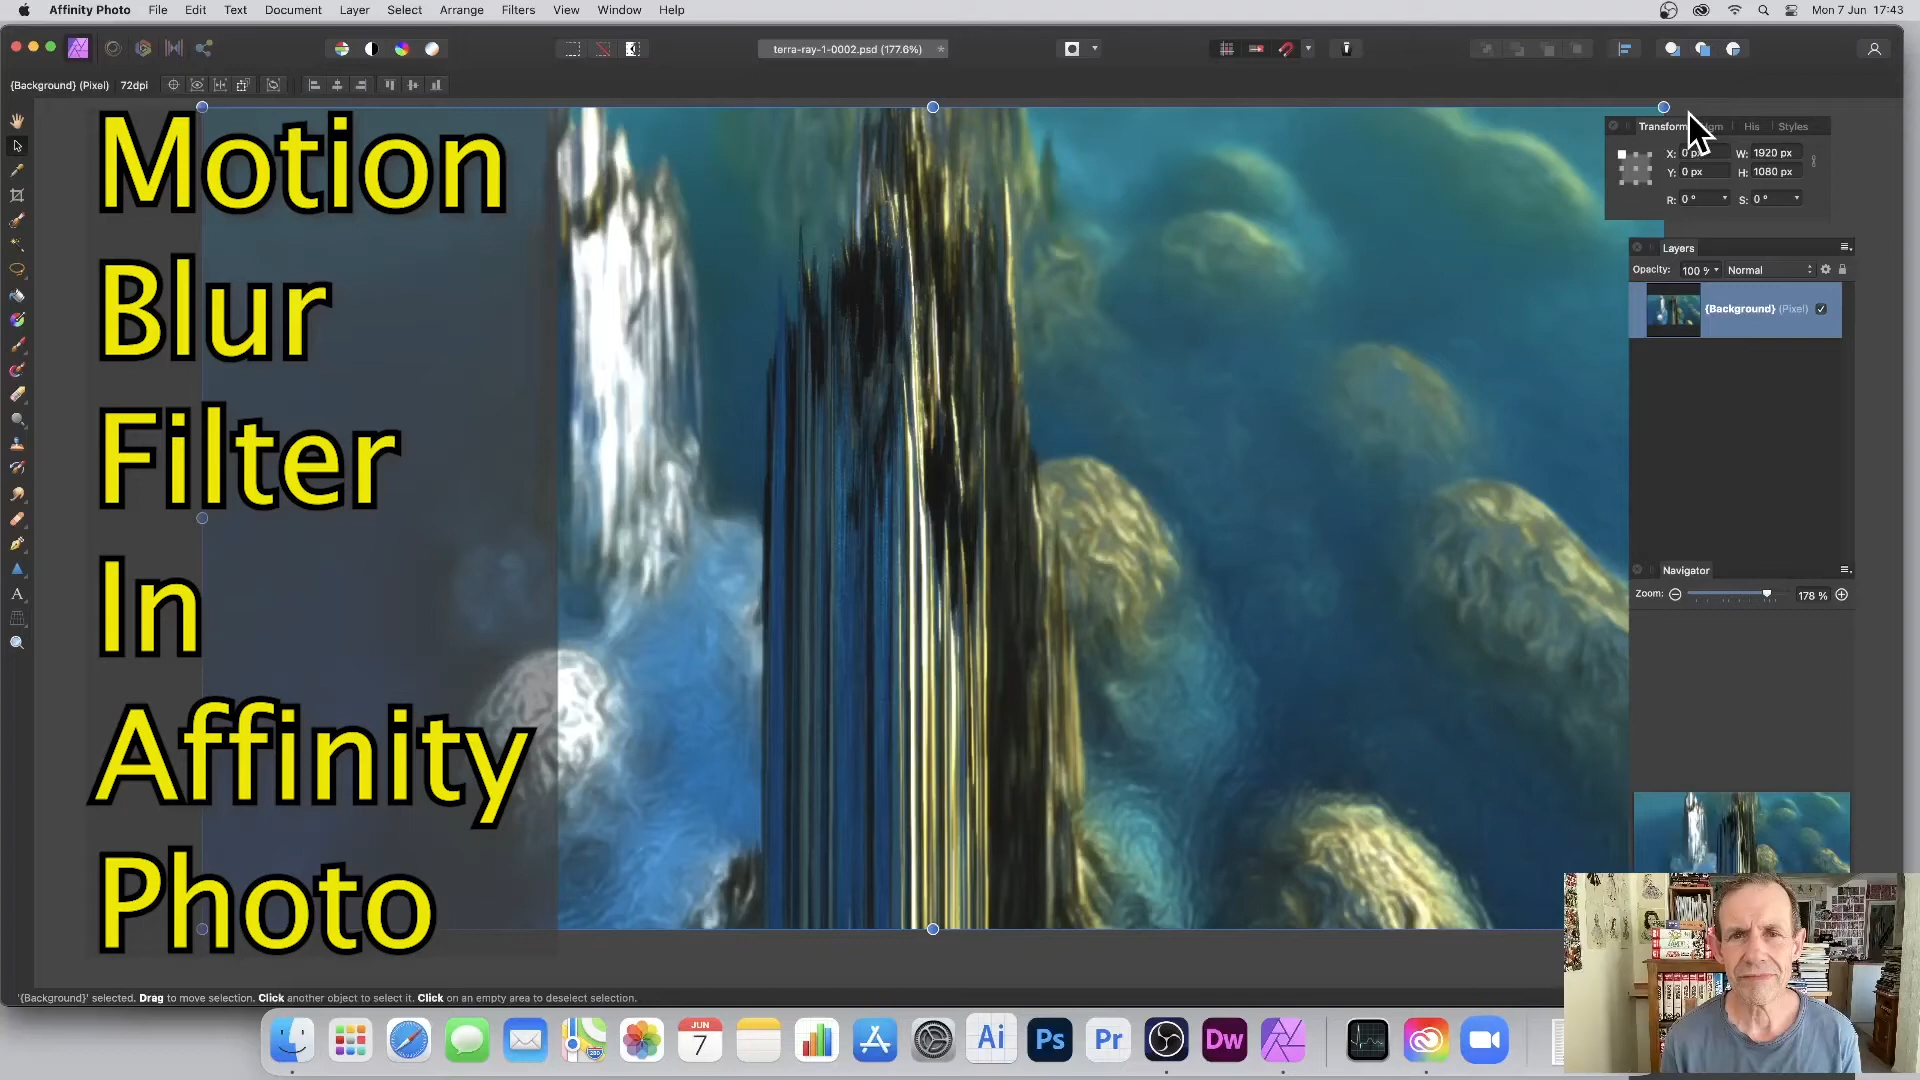 Affinity Photo File Edit Text Document Layer Select Arrange Filters View Window Help Mon 7 Jun 17:43
terra-ray-1-0002.psd (177.6%) *
{Background} (Pixel) 72dpi
Motion
Blur
Filter
In
Affinity
Photo
Transform His Styles
X: 0 px W: 1920 px
Y: 0 px H: 1080 px
R: 0 ° S: 0 °
Layers
Opacity: 100 % Normal
{Background} (Pixel)
Navigator
Zoom: 178 %
'{Background}' selected. Drag to move selection. Click another object to select it. Click on an empty area to deselect selection.
JUN
7
280
Ai
Ps
Pr
Dw